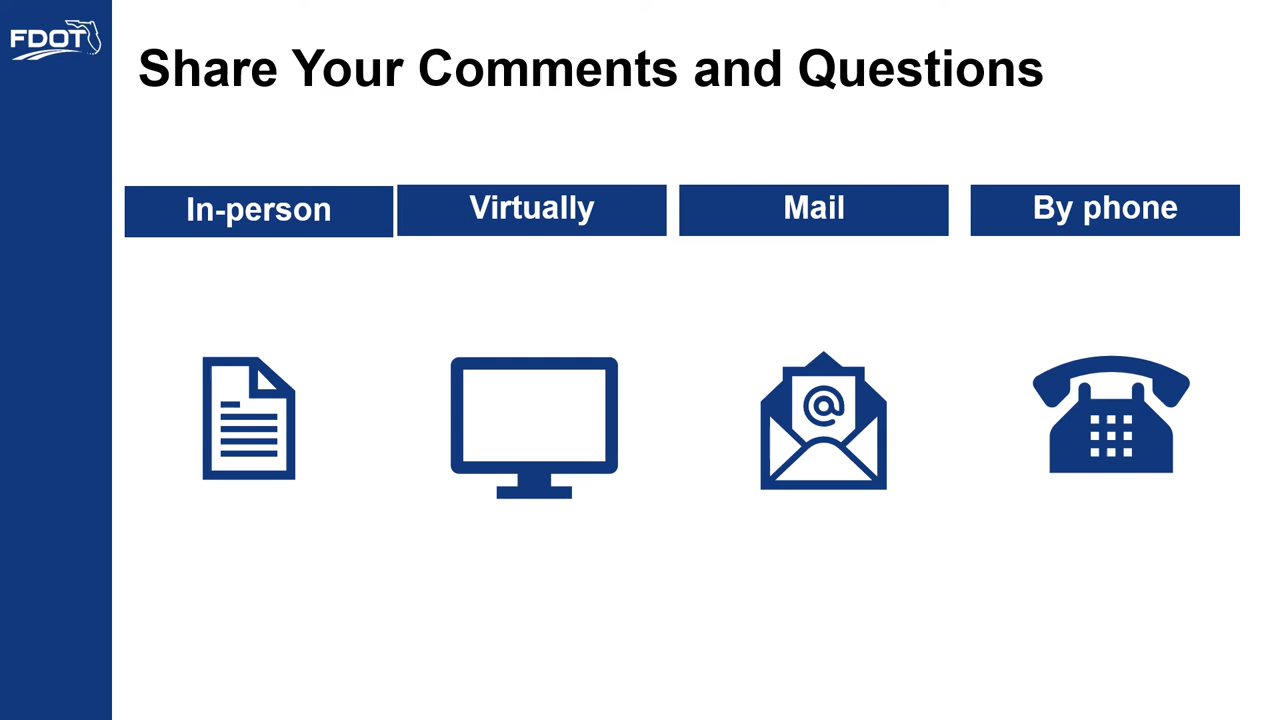 FDOT
Share Your Comments and Questions
In-person
Virtually
Mail
By phone
@